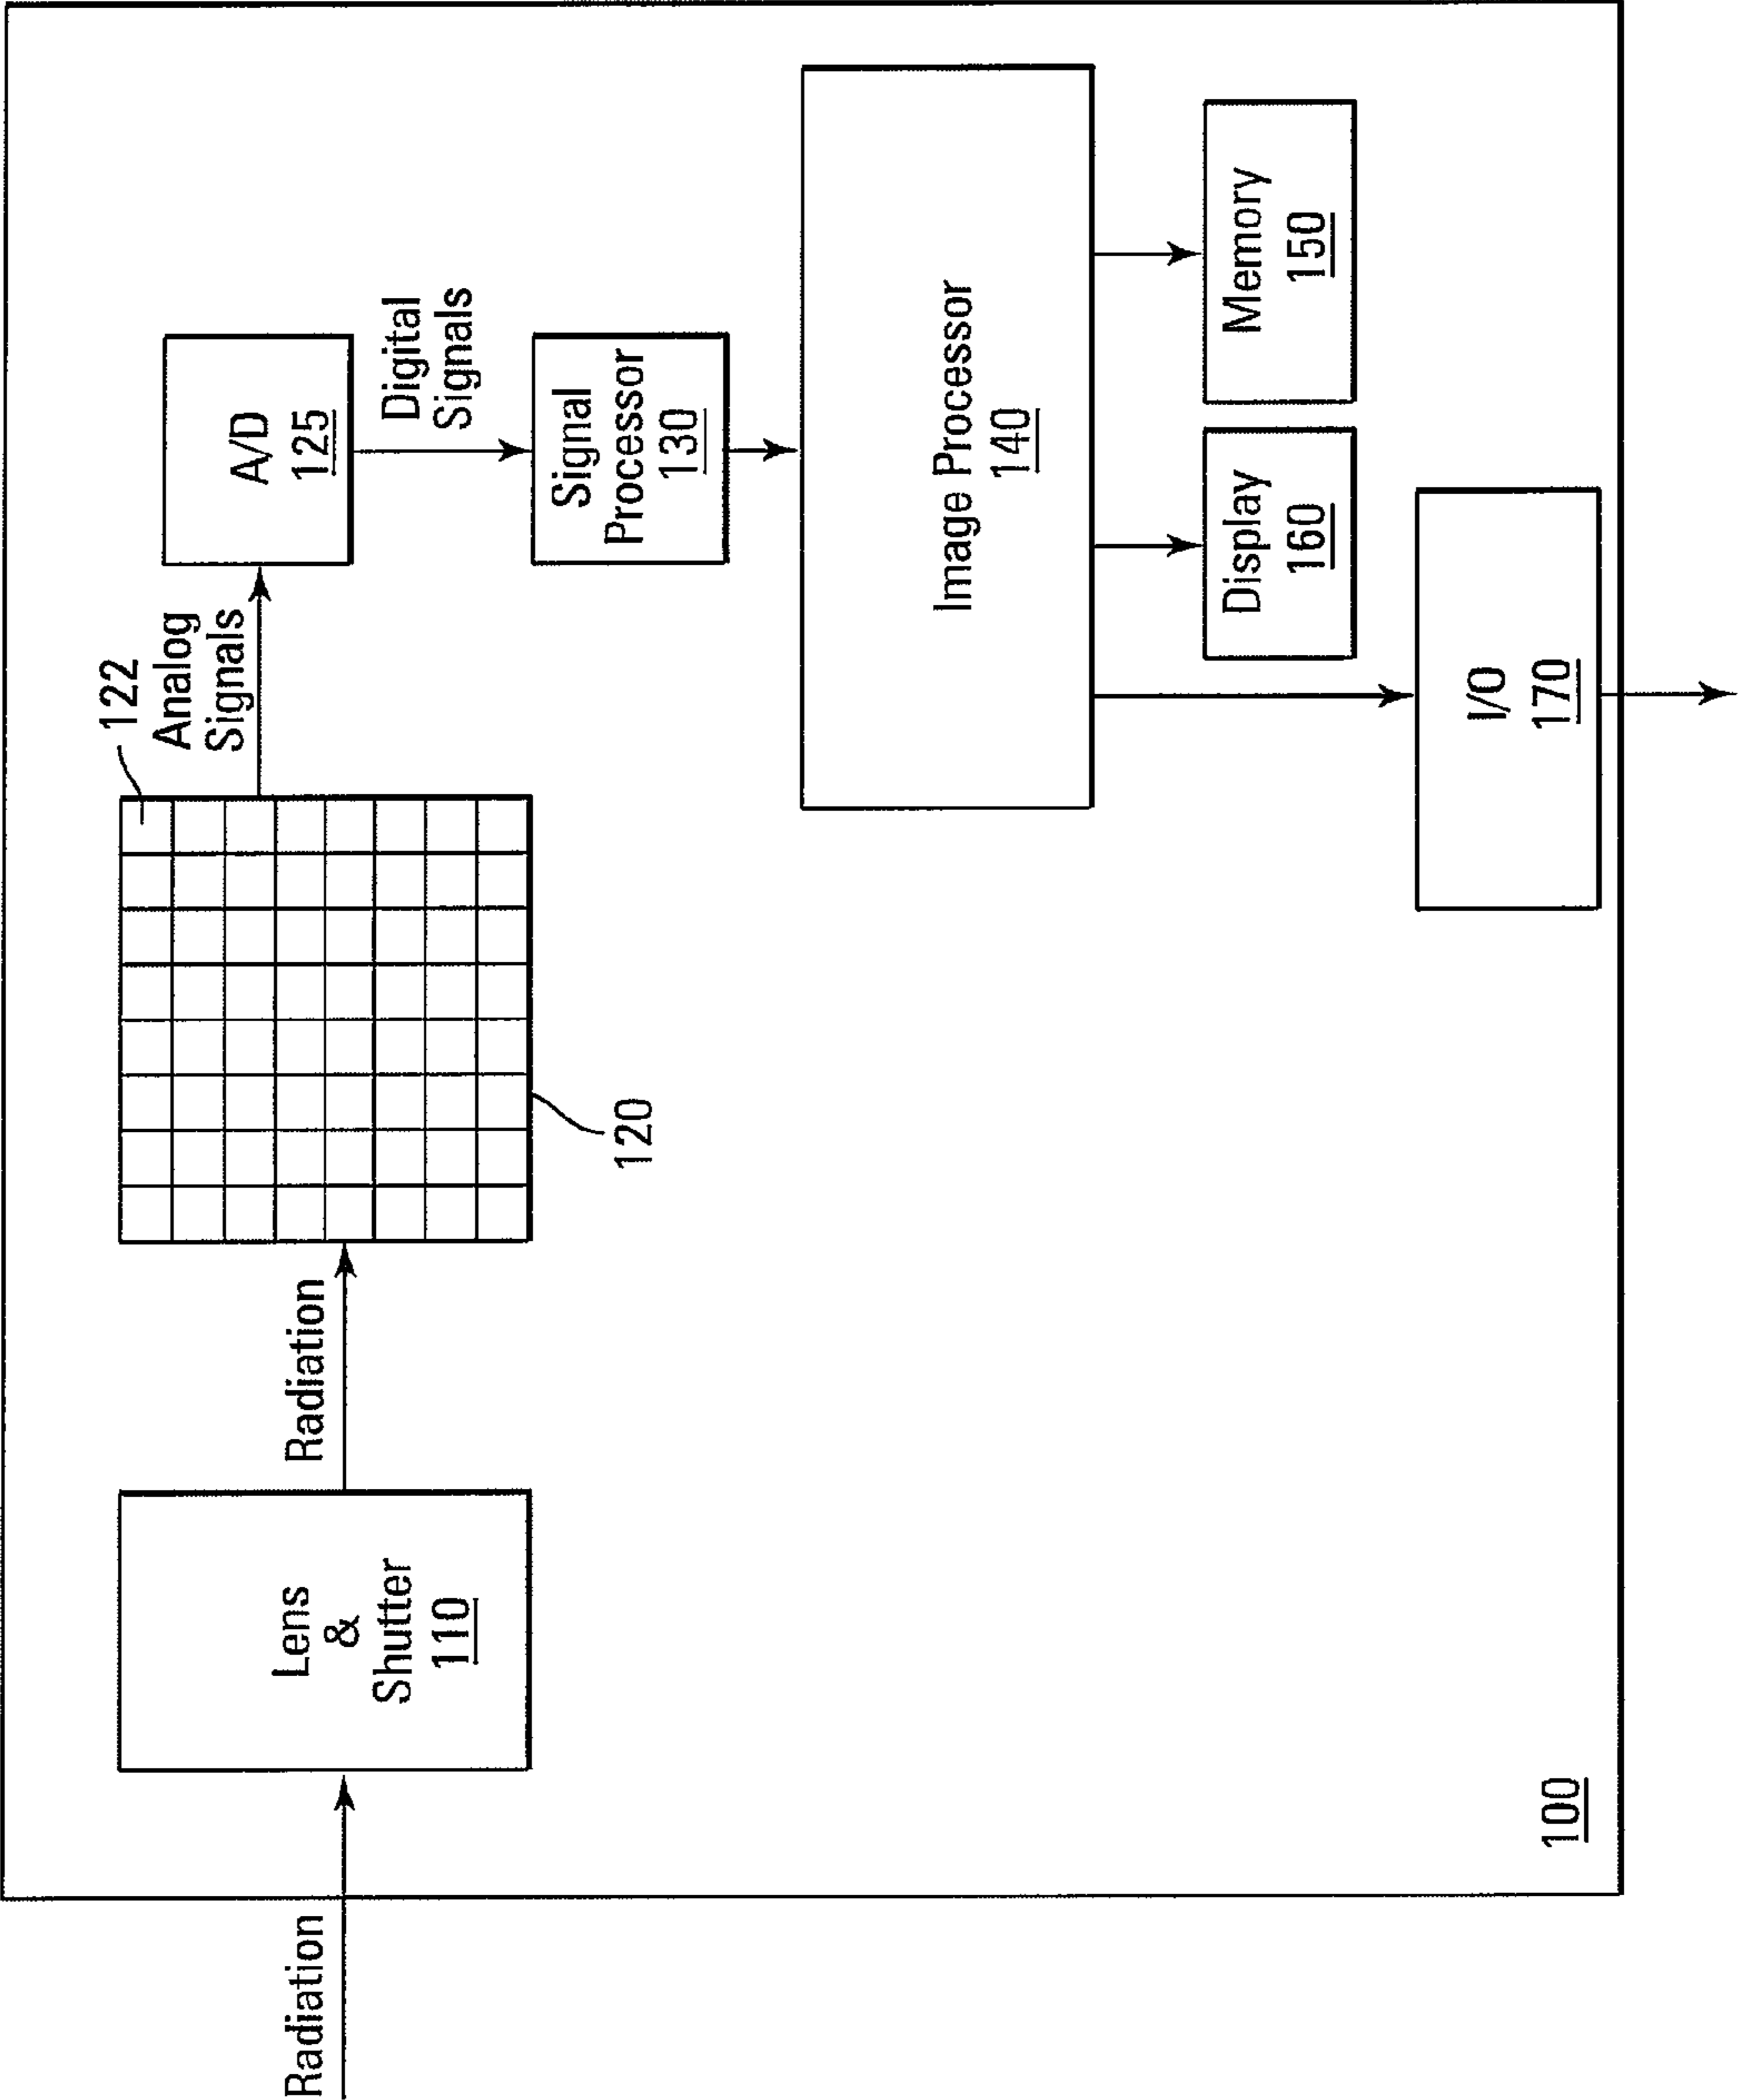 Radiation
Lens
&
Shutter
110
Radiation
120
122
Analog
Signals
A/D
125
Digital
Signals
Signal
Processor
130
Image Processor
140
I/O
170
Display
160
Memory
150
100